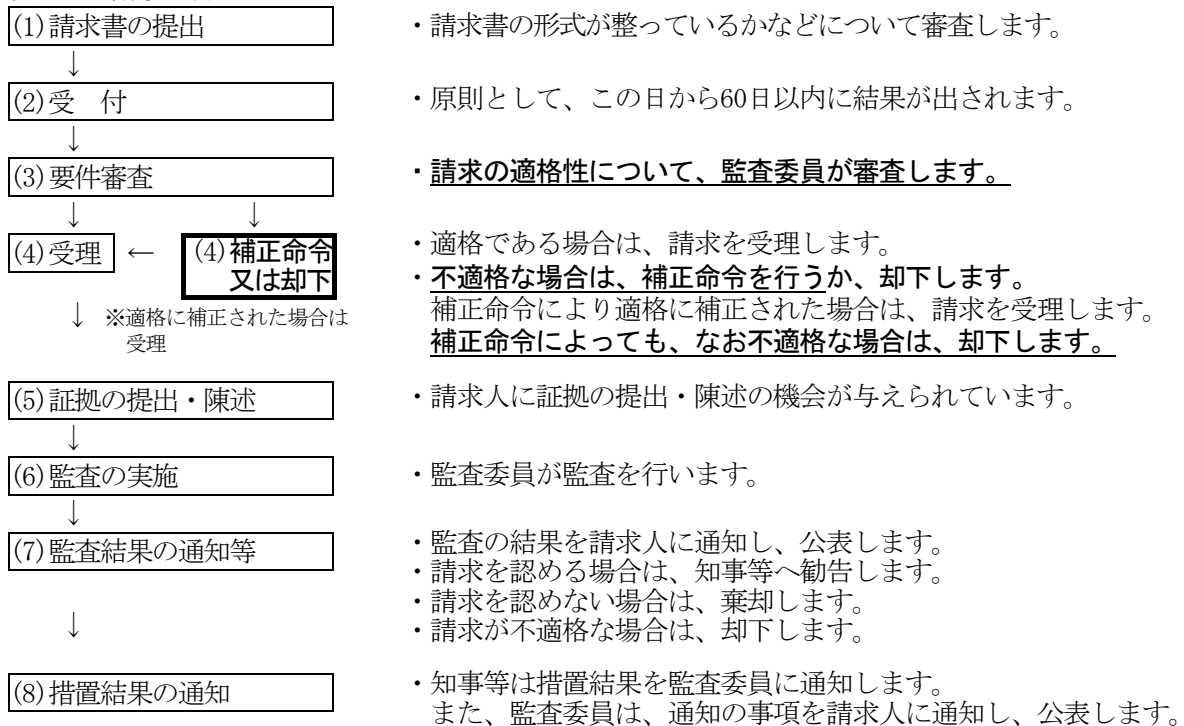 (1)請求書の提出 ・請求書の形式が整っているかなどについて審査します。
↓
(2)受　付 ・原則として、この日から60日以内に結果が出されます。
↓
(3)要件審査 ・請求の適格性について、監査委員が審査します。
↓ ↓
(4)受理 ← (4)補正命令 ・適格である場合は、請求を受理します。
又は却下 ・不適格な場合は、補正命令を行うか、却下します。
↓ ※適格に補正された場合は 補正命令により適格に補正された場合は、請求を受理します。
受理 補正命令によっても、なお不適格な場合は、却下します。
(5)証拠の提出・陳述 ・請求人に証拠の提出・陳述の機会が与えられています。
↓
(6)監査の実施 ・監査委員が監査を行います。
↓
(7)監査結果の通知等 ・監査の結果を請求人に通知し、公表します。
・請求を認める場合は、知事等へ勧告します。
・請求を認めない場合は、棄却します。
↓ ・請求が不適格な場合は、却下します。
(8)措置結果の通知 ・知事等は措置結果を監査委員に通知します。
また、監査委員は、通知の事項を請求人に通知し、公表します。